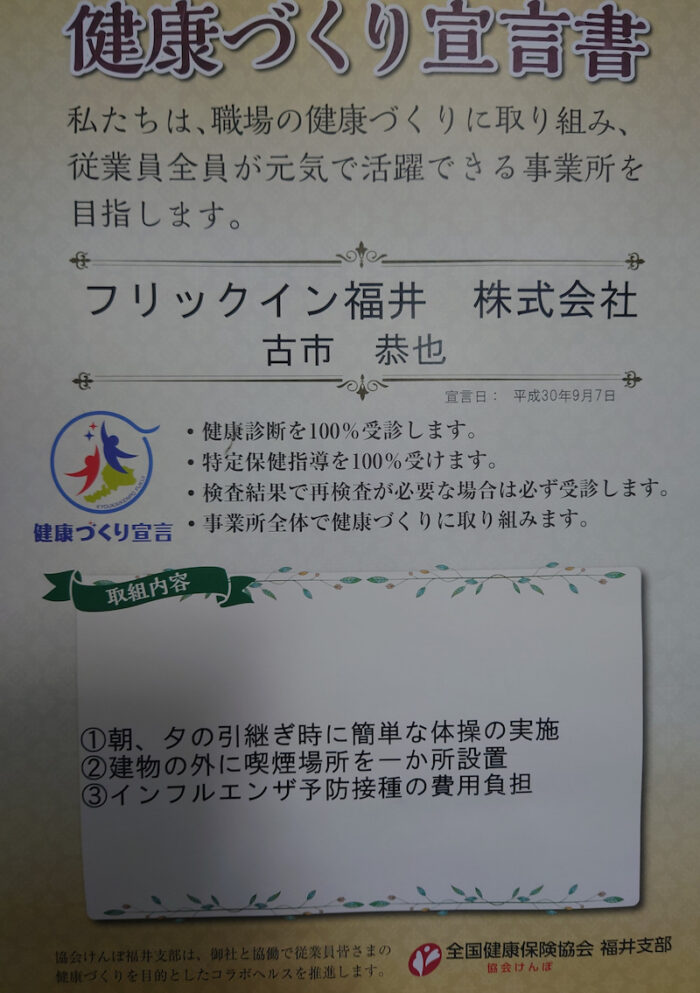 健康づくり宣言書
私たちは、職場の健康づくりに取り組み、
従業員全員が元気で活躍できる事業所を
目指します。
フリックイン福井　株式会社
古市　恭也
宣言日：　平成30年9月7日
・健康診断を100％受診します。
・特定保健指導を100％受けます。
・検査結果で再検査が必要な場合は必ず受診します。
・事業所全体で健康づくりに取り組みます。
健康づくり宣言
取組内容
①朝、夕の引継ぎ時に簡単な体操の実施
②建物の外に喫煙場所を一か所設置
③インフルエンザ予防接種の費用負担
協会けんぽ福井支部は、御社と協働で従業員皆さまの
健康づくりを目的としたコラボヘルスを推進します。
全国健康保険協会 福井支部
協会けんぽ